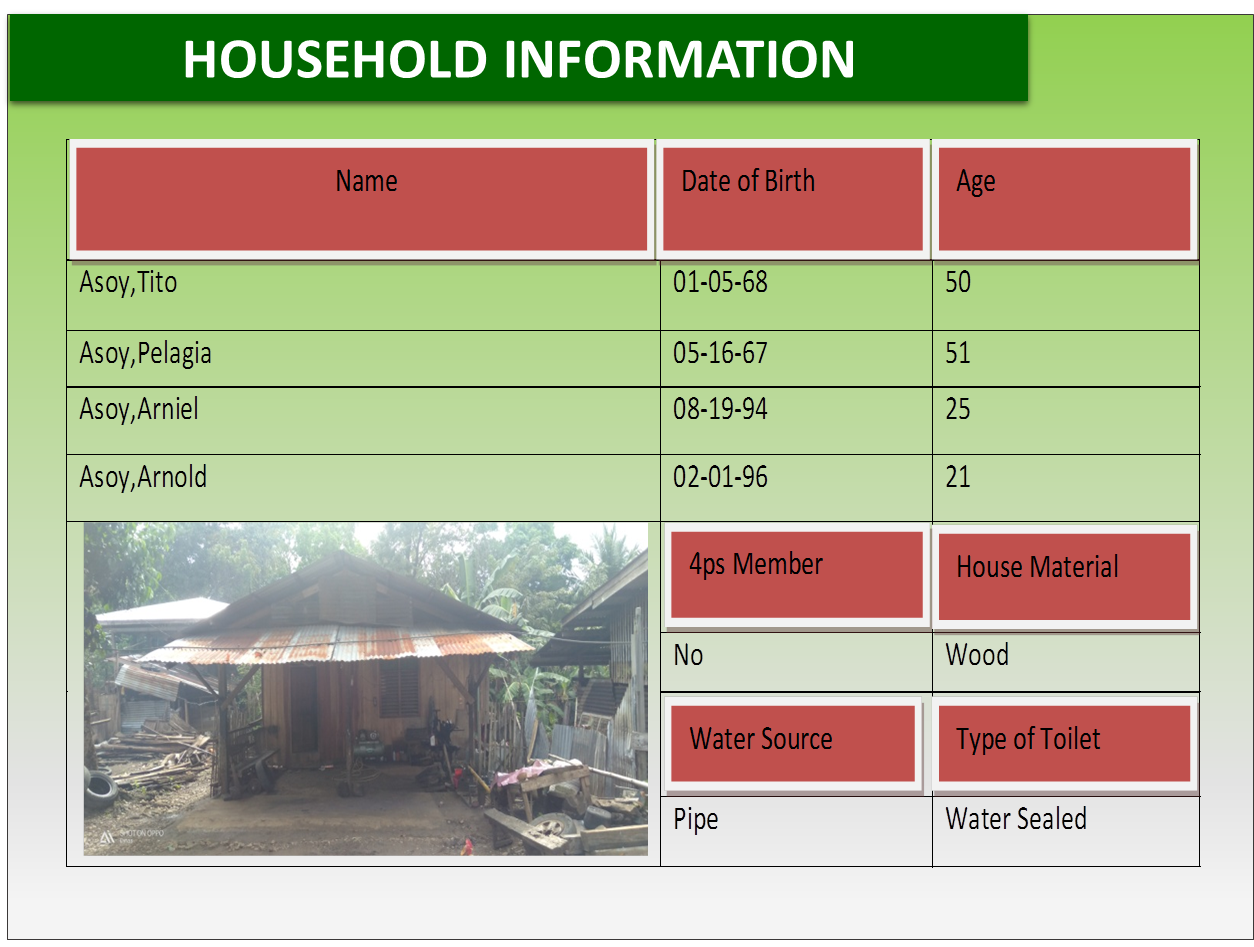 HOUSEHOLD INFORMATION
Name Date of Birth Age
Asoy,Tito 01-05-68 50
Asoy,Pelagia 05-16-67 51
Asoy,Arniel 08-19-94 25
Asoy,Arnold 02-01-96 21
4ps Member House Material
No Wood
Water Source Type of Toilet
Pipe Water Sealed